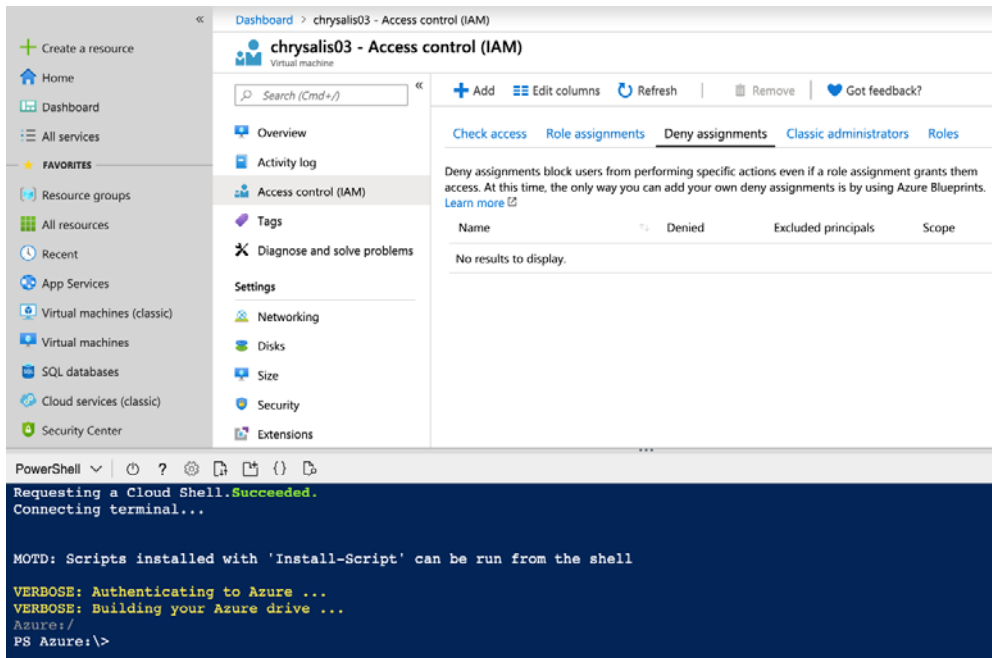 «
Dashboard > chrysalis03 - Access control (IAM)
Create a resource
Home
Dashboard
All services
FAVORITES
Resource groups
All resources
Recent
App Services
Virtual machines (classic)
Virtual machines
SQL databases
Cloud services (classic)
Security Center
chrysalis03 - Access control (IAM)
Virtual machine
Search (Cmd+/)
«
Overview
Activity log
Access control (IAM)
Tags
Diagnose and solve problems
Settings
Networking
Disks
Size
Security
Extensions
Add Edit columns Refresh Remove Got feedback?
Check access Role assignments Deny assignments Classic administrators Roles
Deny assignments block users from performing specific actions even if a role assignment grants them
access. At this time, the only way you can add your own deny assignments is by using Azure Blueprints.
Learn more
Name Denied Excluded principals Scope
No results to display.
PowerShell ? {}
Requesting a Cloud Shell.Succeeded.
Connecting terminal...
MOTD: Scripts installed with 'Install-Script' can be run from the shell
VERBOSE: Authenticating to Azure ...
VERBOSE: Building your Azure drive ...
Azure:/
PS Azure:\>